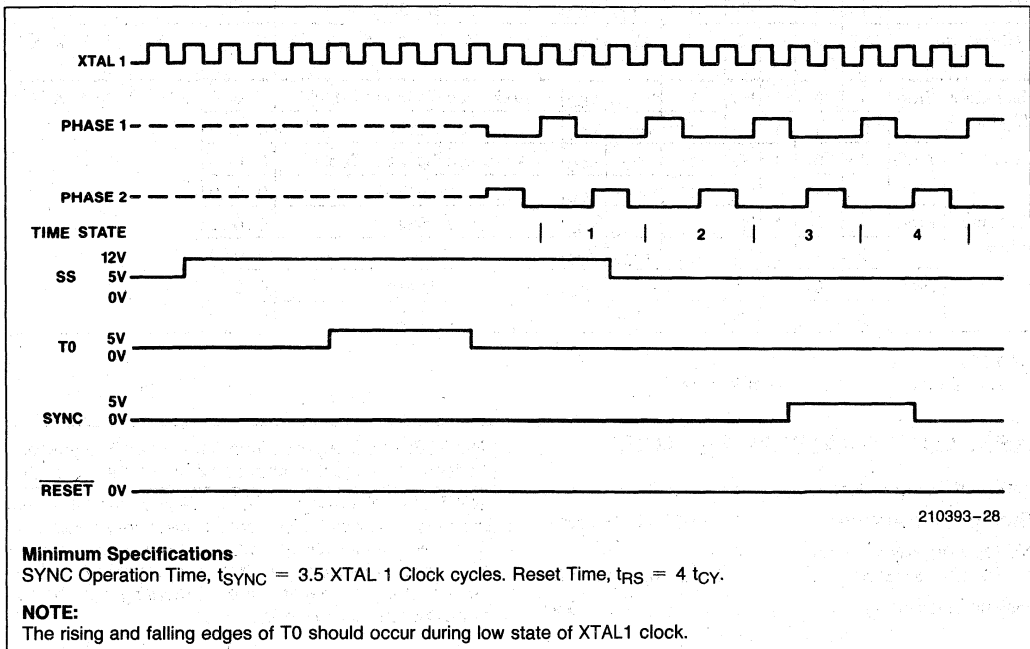 XTAL 1
PHASE 1
PHASE 2
TIME STATE 1 2 3 4
12V
SS 5V
0V
5V
T0 0V
5V
SYNC 0V
RESET 0V
210393-28
Minimum Specifications
SYNC Operation Time, tSYNC = 3.5 XTAL 1 Clock cycles. Reset Time, tRS = 4 tCY.
NOTE:
The rising and falling edges of T0 should occur during low state of XTAL1 clock.